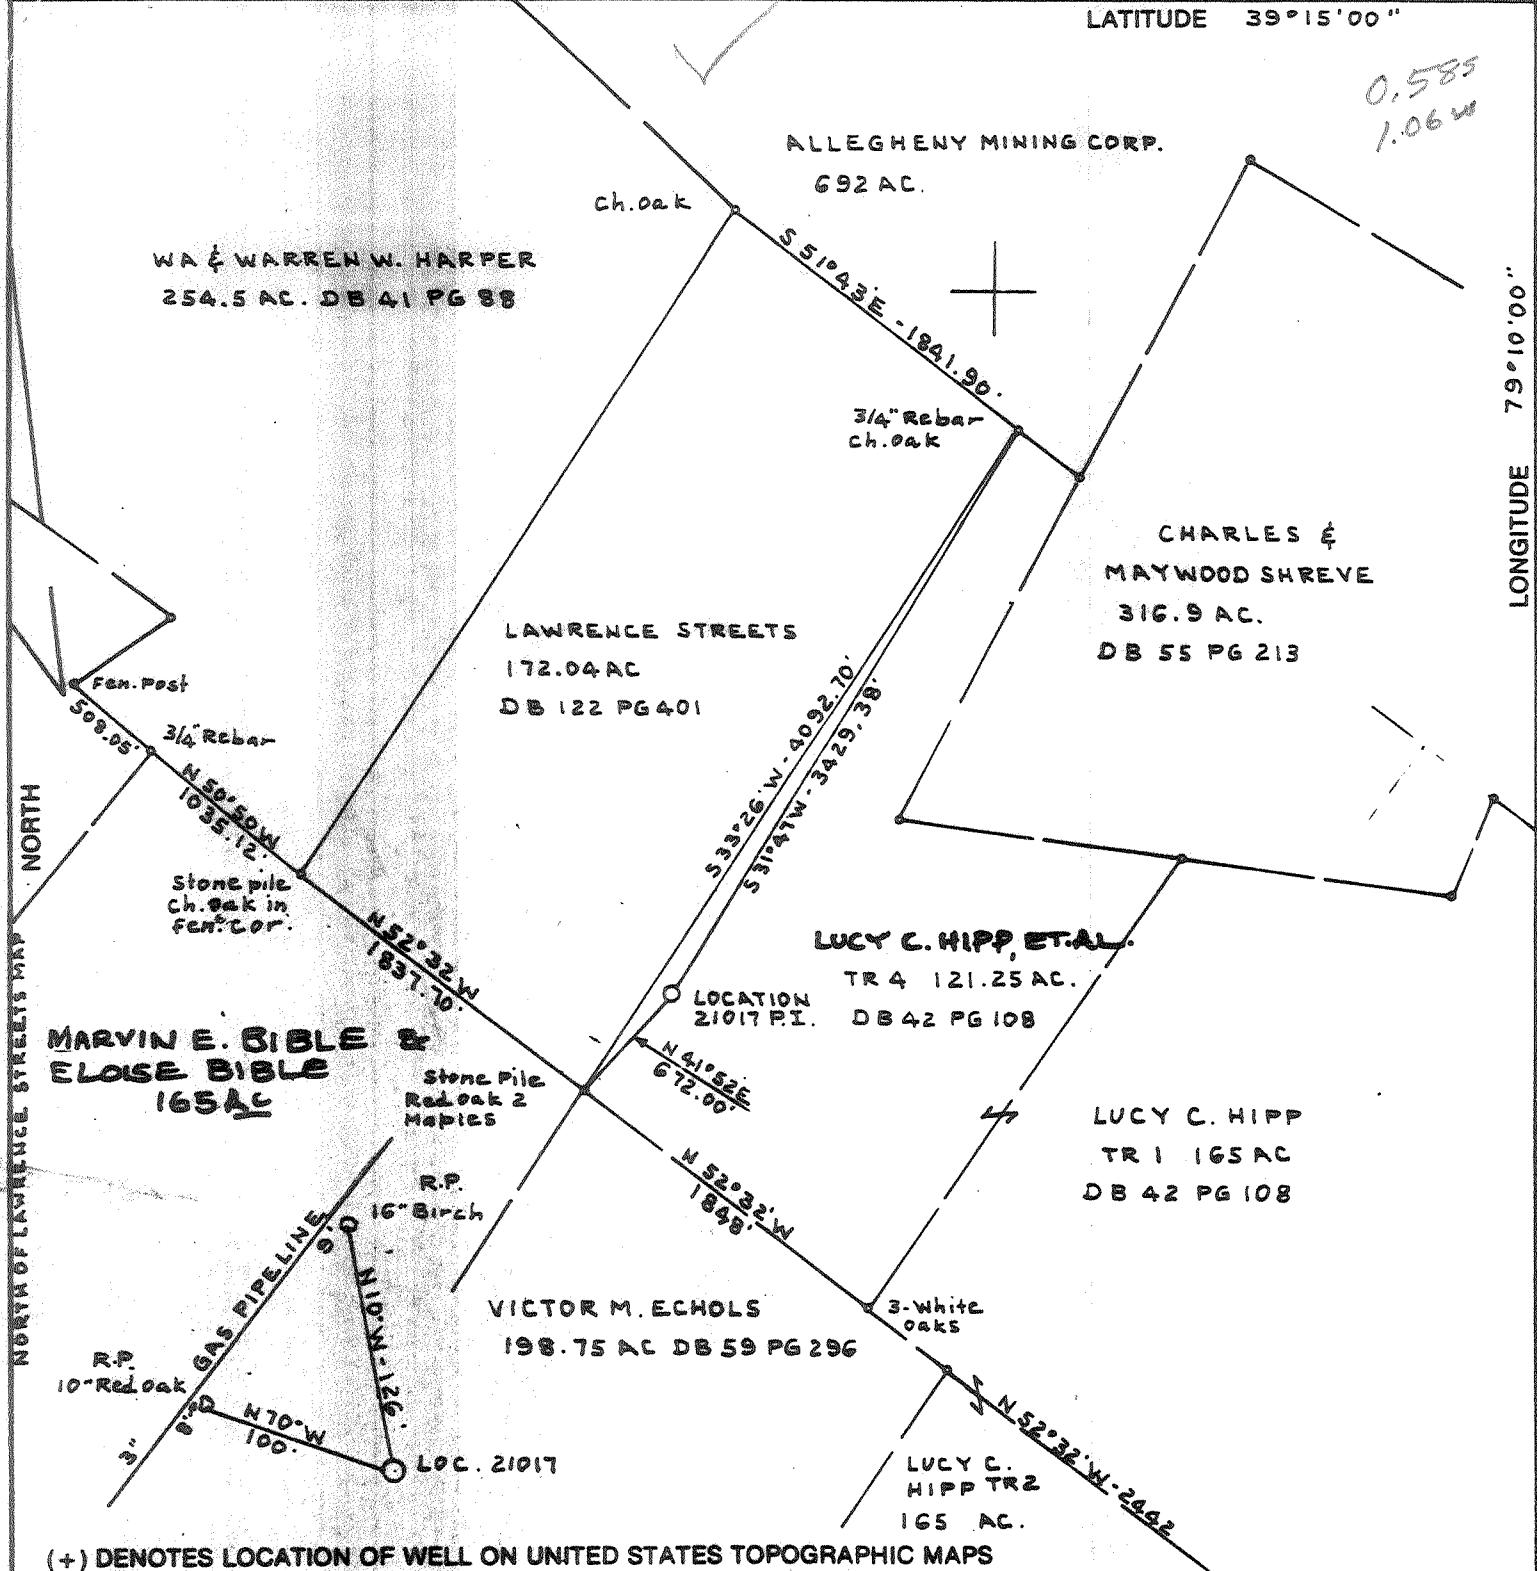 LATITUDE 39°15'00"
0.58S
1.06W
ALLEGHENY MINING CORP.
692 AC.
Ch. Oak
WA & WARREN W. HARPER
254.5 AC. DB 41 PG 88
S 51°43'E - 1841.90'
LONGITUDE 79°10'00"
3/4" Rebar
Ch. Oak
CHARLES &
MAYWOOD SHREVE
316.9 AC.
DB 55 PG 213
LAWRENCE STREETS
172.04 AC
DB 122 PG 401
S 33°26'W - 4092.70'
S 31°47'W - 3429.38'
Fen. Post
508.05'
3/4" Rebar
N 50°50'W
1035.12'
Stone pile
Ch. Oak in
Fen. Cor.
N 52°32'W
1837.70'
LUCY C. HIPP, ET.AL.
TR 4 121.25 AC.
DB 42 PG 108
LOCATION
21017 P.I.
NORTH
NORTH OF LAWRENCE STREETS MAP
MARVIN E. BIBLE &
ELOISE BIBLE
165 AC
Stone Pile
Red Oak 2
Maples
N 41°52'E
672.00'
LUCY C. HIPP
TR 1 165 AC
DB 42 PG 108
N 52°32'W
1848'
R.P.
16" Birch
9'
GAS PIPELINE
N 10°W - 126'
VICTOR M. ECHOLS
198.75 AC DB 59 PG 296
3-White
Oaks
R.P.
10" Red Oak
8'
N 70°W
100'
3"
LOC. 21017
N 52°32'W - 2442
LUCY C.
HIPP TR2
165 AC.
(+) DENOTES LOCATION OF WELL ON UNITED STATES TOPOGRAPHIC MAPS